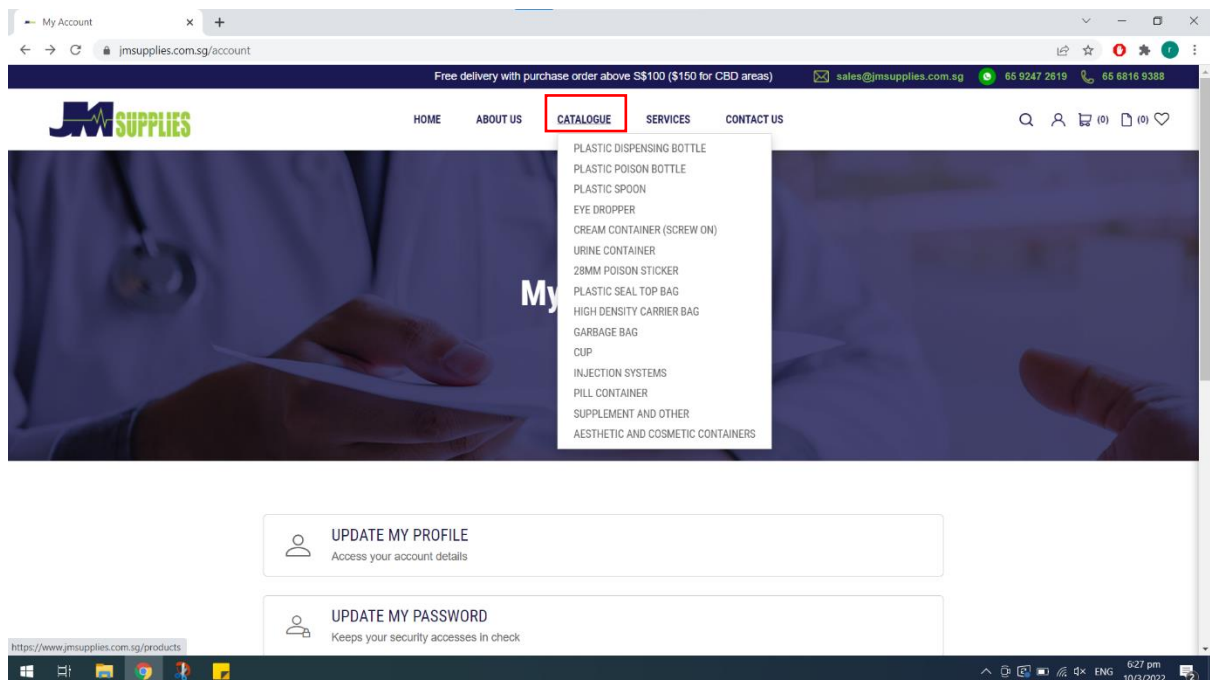 My Account
jmsupplies.com.sg/account
Free delivery with purchase order above S$100 ($150 for CBD areas) sales@jmsupplies.com.sg 65 9247 2619 65 6816 9388
JM SUPPLIES
HOME ABOUT US CATALOGUE SERVICES CONTACT US (0) (0)
PLASTIC DISPENSING BOTTLE
PLASTIC POISON BOTTLE
PLASTIC SPOON
EYE DROPPER
CREAM CONTAINER (SCREW ON)
URINE CONTAINER
28MM POISON STICKER
My
PLASTIC SEAL TOP BAG
HIGH DENSITY CARRIER BAG
GARBAGE BAG
CUP
INJECTION SYSTEMS
PILL CONTAINER
SUPPLEMENT AND OTHER
AESTHETIC AND COSMETIC CONTAINERS
UPDATE MY PROFILE
Access your account details
UPDATE MY PASSWORD
Keeps your security accesses in check
https://www.jmsupplies.com.sg/products
ENG 6:27 pm
10/3/2022